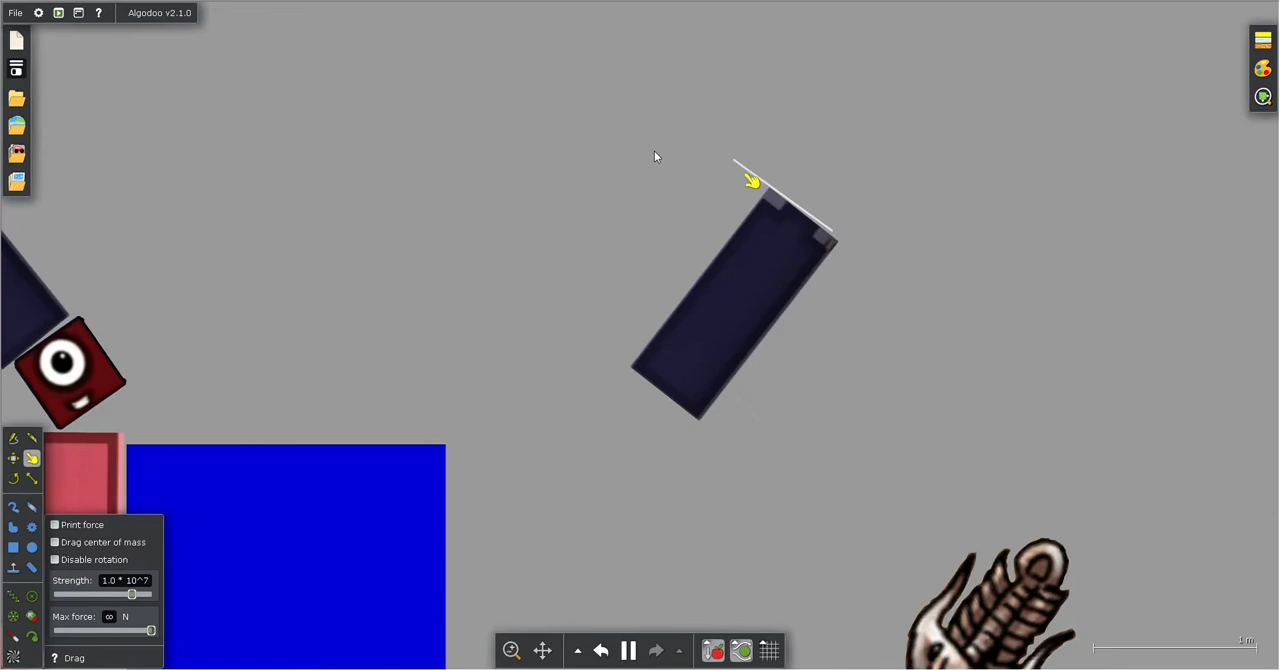 File ? Algodoo v2.1.0
Print force
Drag center of mass
Disable rotation
Strength: 1.0 * 10^7
Max force: ∞ N
? Drag
1 m